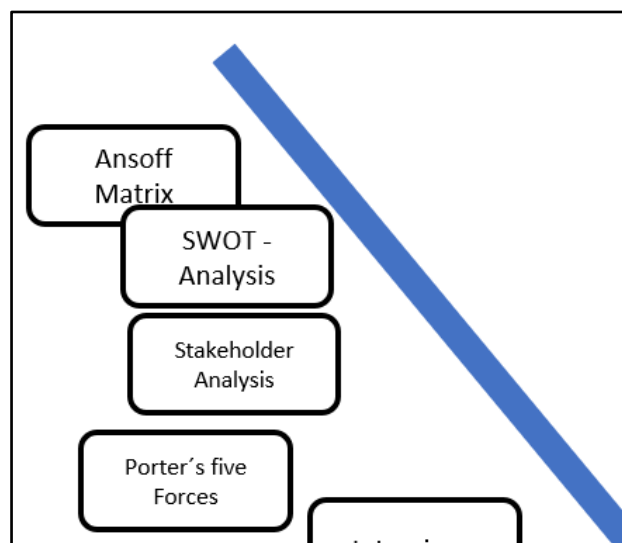 Ansoff
Matrix
SWOT -
Analysis
Stakeholder
Analysis
Porter´s five
Forces